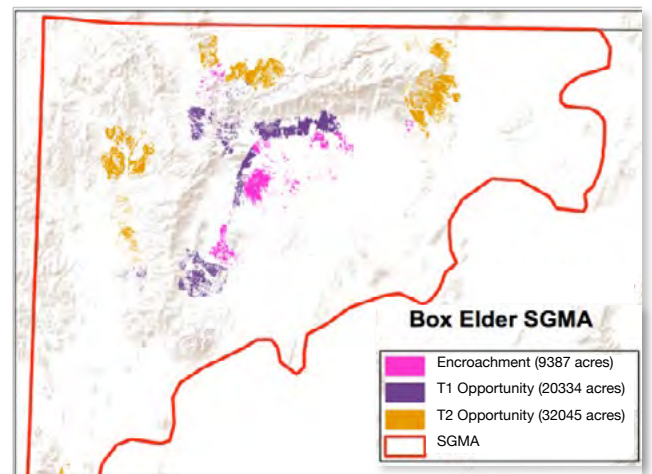 Box Elder SGMA
Encroachment (9387 acres)
T1 Opportunity (20334 acres)
T2 Opportunity (32045 acres)
SGMA